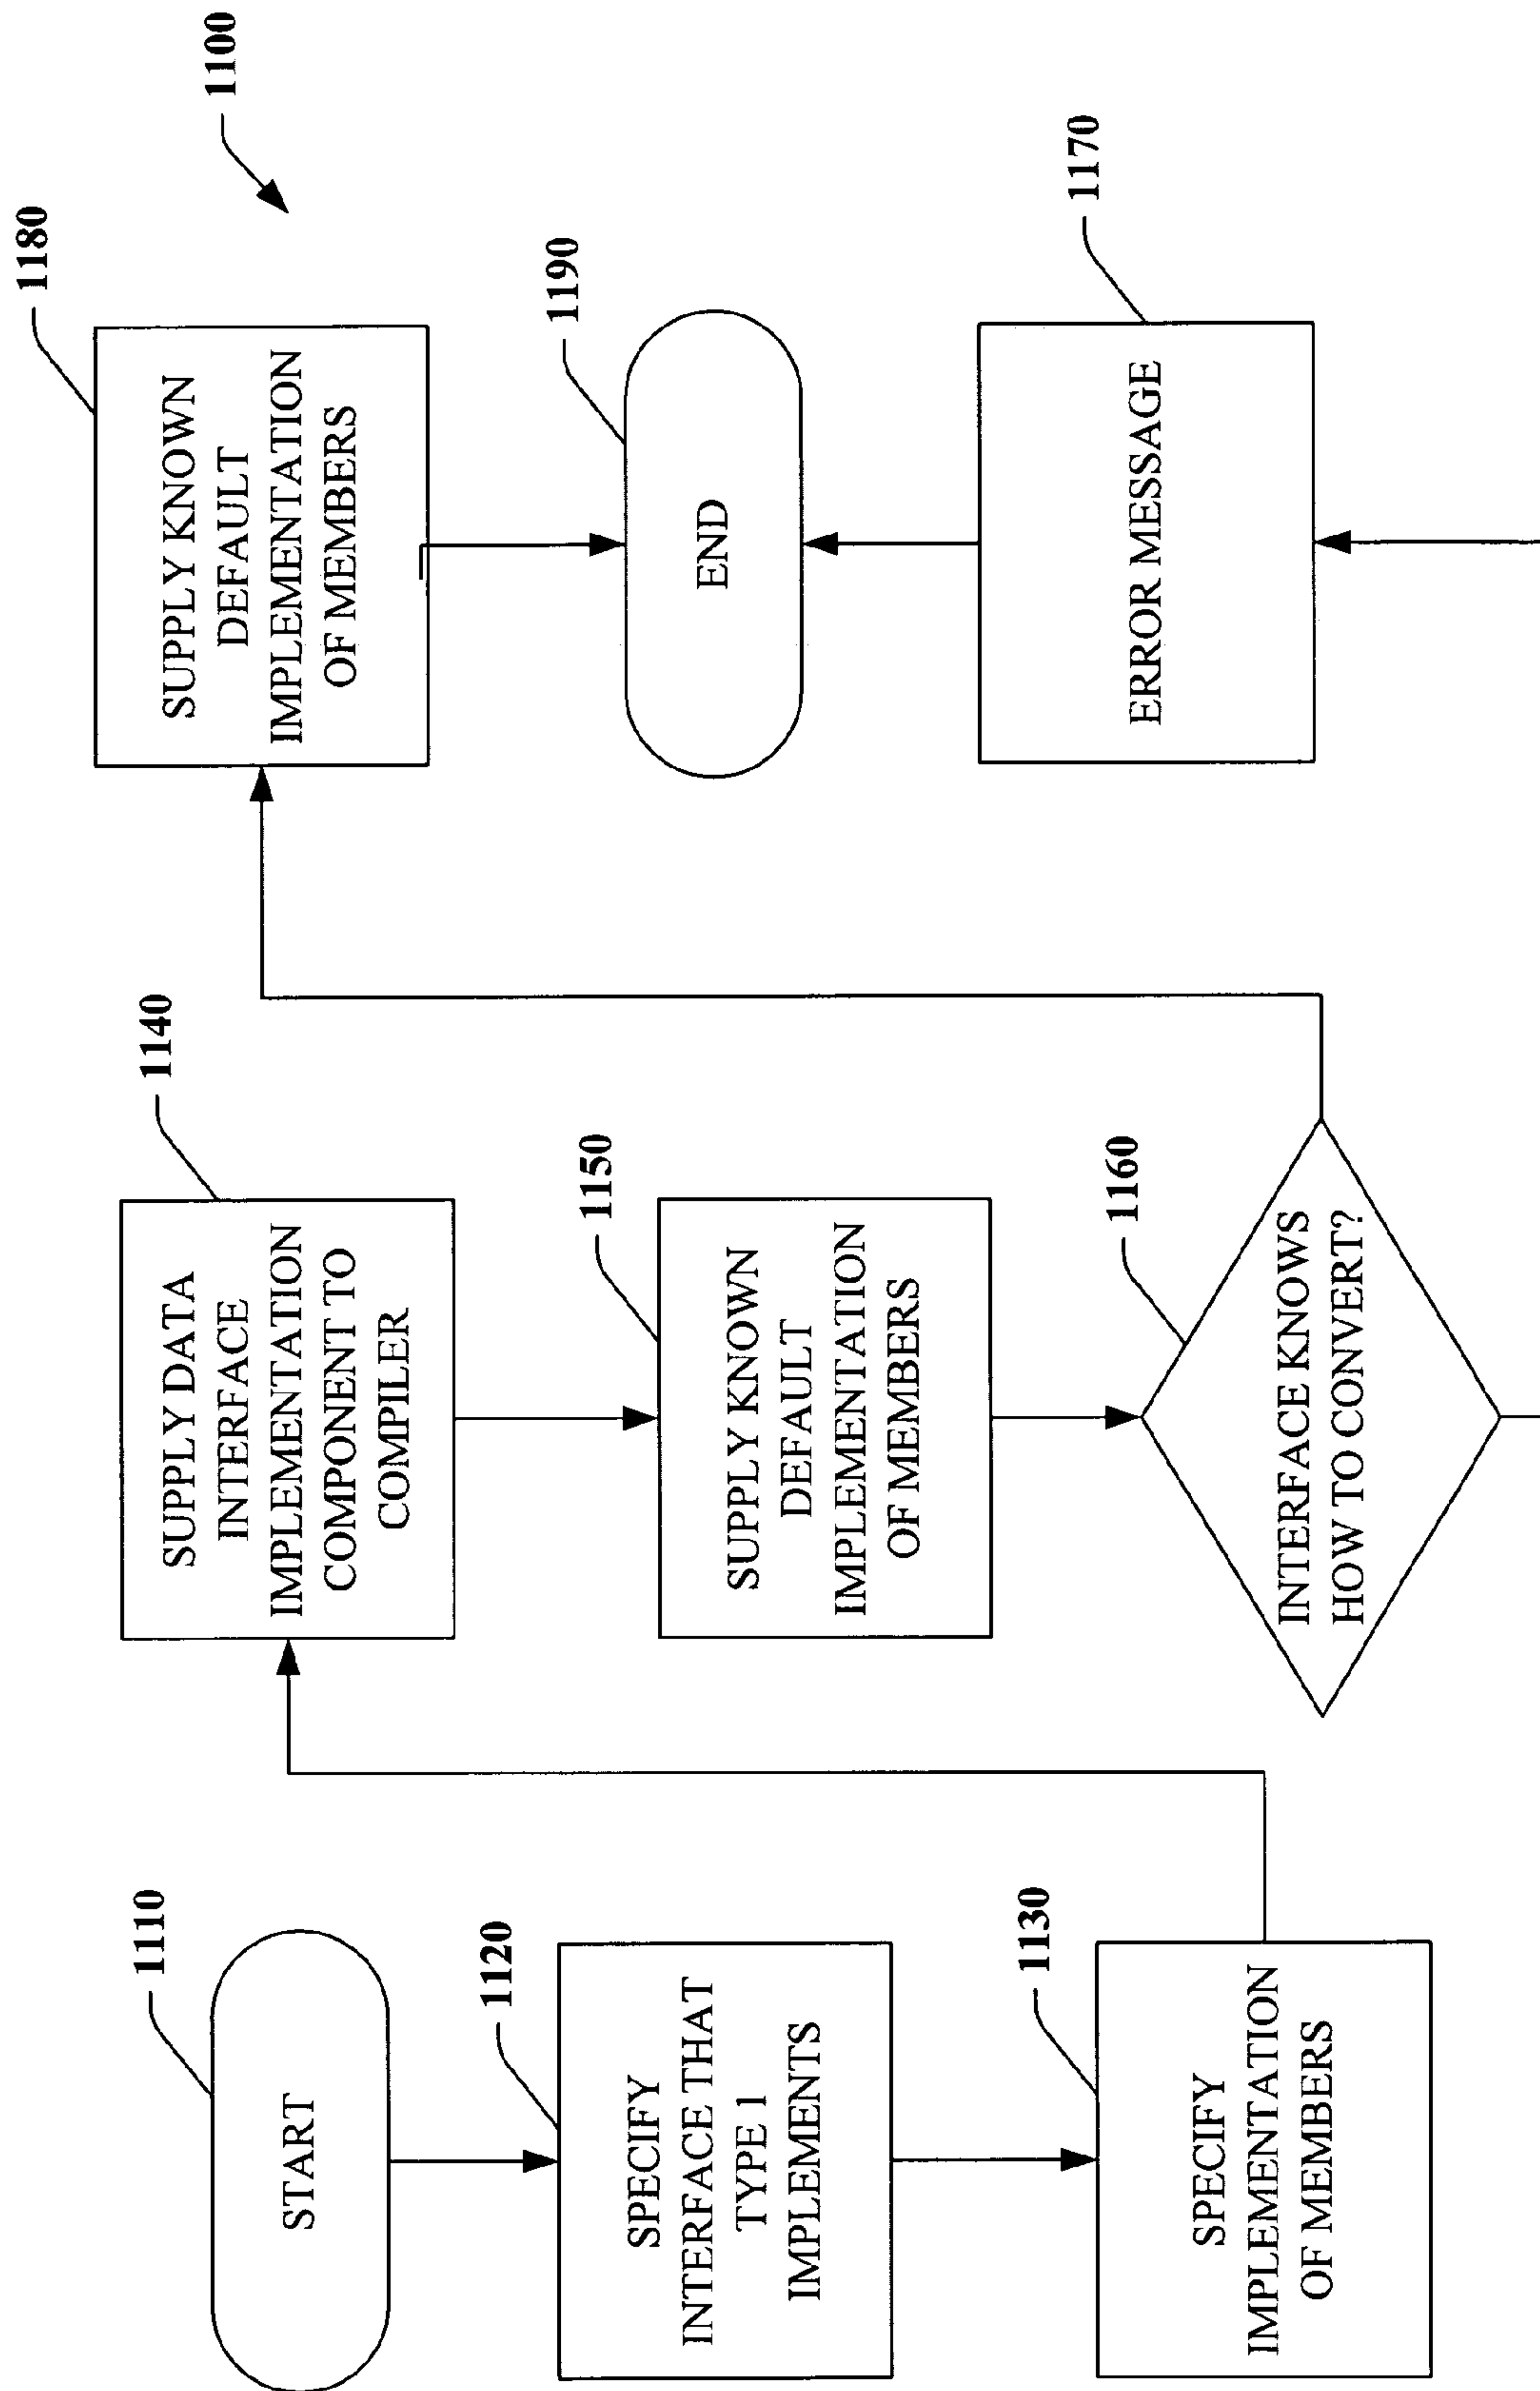 1100
1110
START
1120
SPECIFY
INTERFACE THAT
TYPE 1
IMPLEMENTS
1130
SPECIFY
IMPLEMENTATION
OF MEMBERS
1140
SUPPLY DATA
INTERFACE
IMPLEMENTATION
COMPONENT TO
COMPILER
1150
SUPPLY KNOWN
DEFAULT
IMPLEMENTATION
OF MEMBERS
1160
INTERFACE KNOWS
HOW TO CONVERT?
1180
SUPPLY KNOWN
DEFAULT
IMPLEMENTATION
OF MEMBERS
1190
END
1170
ERROR MESSAGE